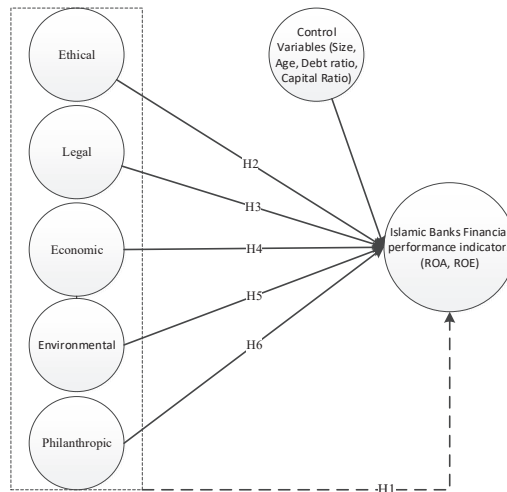 Ethical
Control
Variables (Size,
Age, Debt ratio,
Capital Ratio)
Legal
H2
H3
Islamic Banks Financial
performance indicator
(ROA, ROE)
Economic
H4
H5
Environmental
H6
Philanthropic
H1